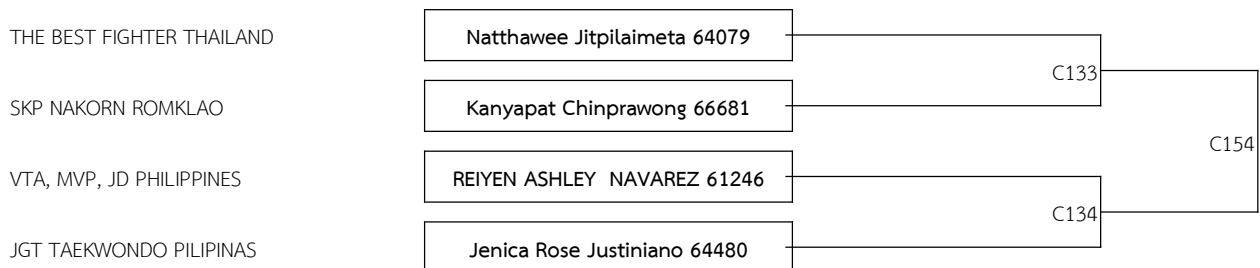 THE BEST FIGHTER THAILAND
Natthawee Jitpilaimeta 64079
C133
SKP NAKORN ROMKLAO
Kanyapat Chinprawong 66681
C154
VTA, MVP, JD PHILIPPINES
REIYEN ASHLEY  NAVAREZ 61246
C134
JGT TAEKWONDO PILIPINAS
Jenica Rose Justiniano 64480